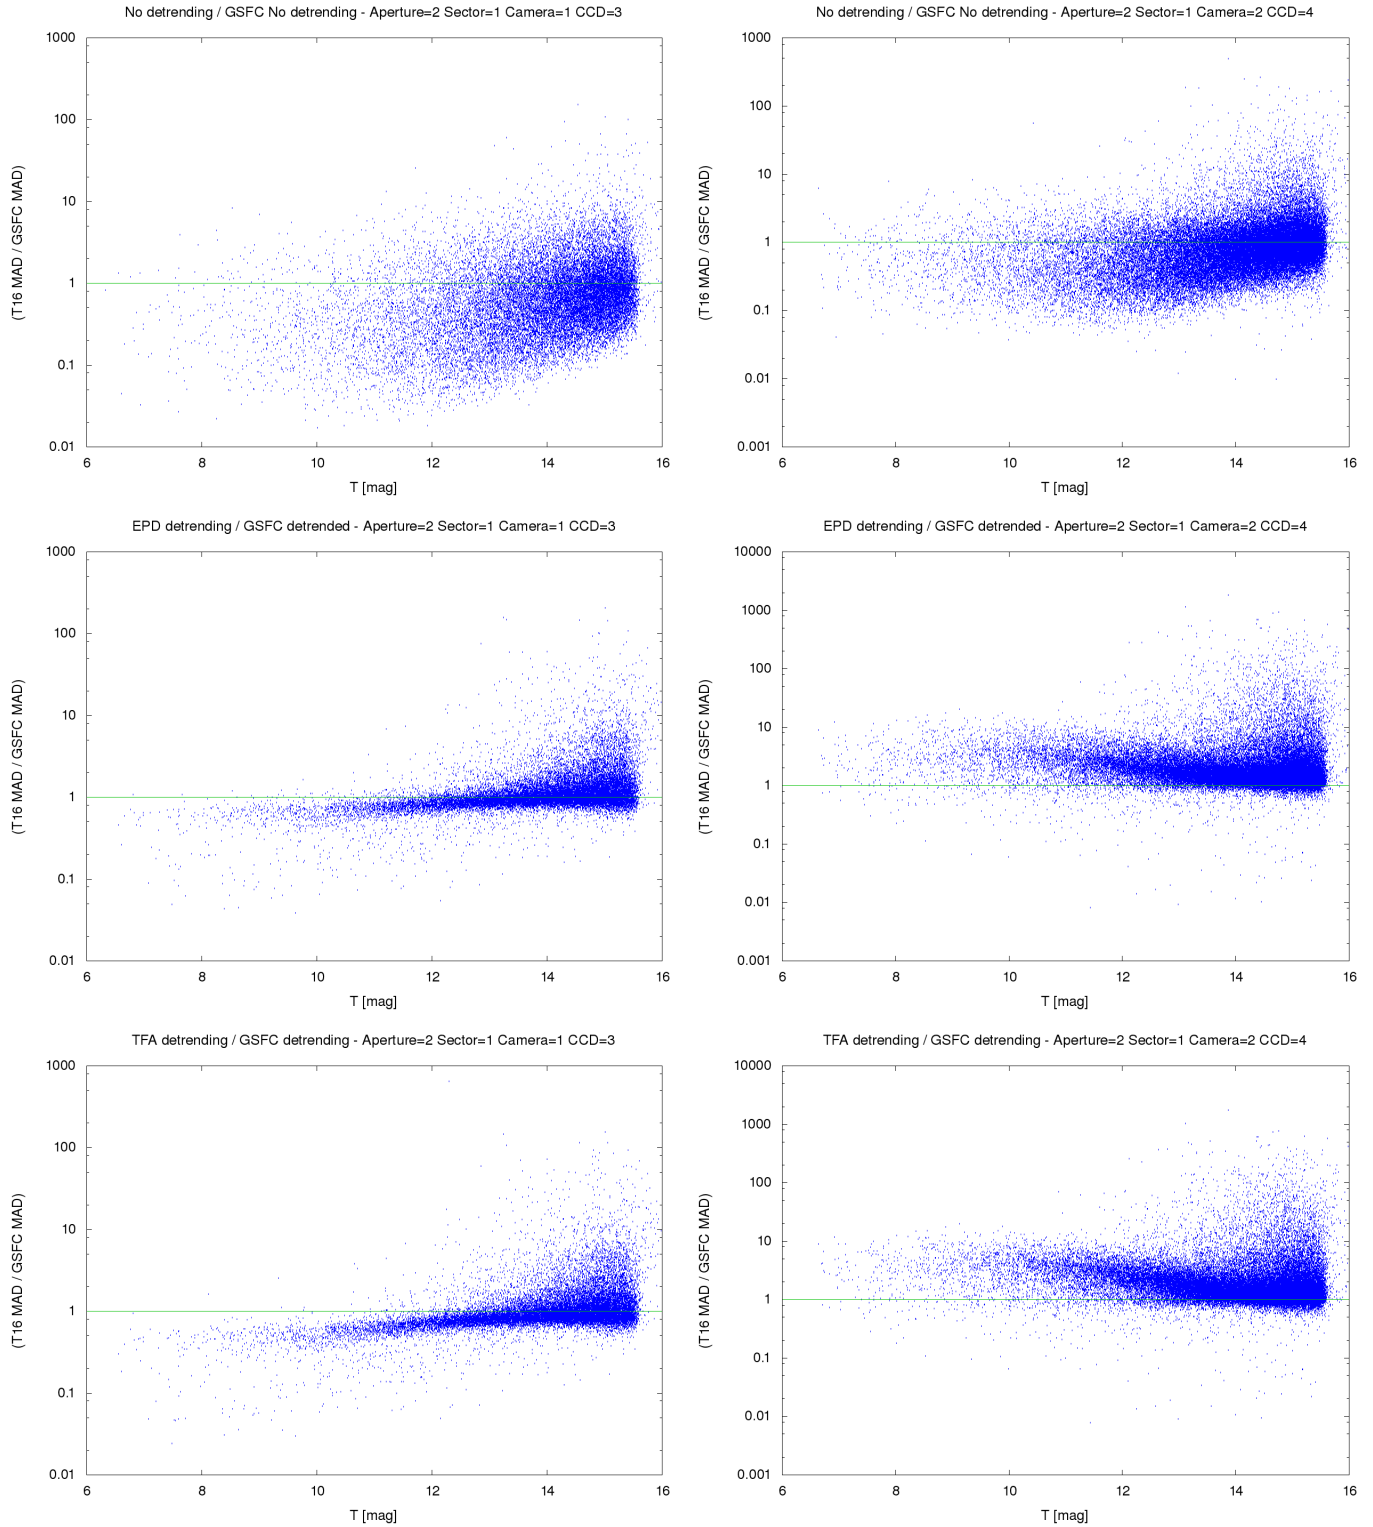 No detrending / GSFC No detrending - Aperture=2 Sector=1 Camera=1 CCD=3
1000
100
10
1
0.1
0.01
6 8 10 12 14 16
T [mag]
(T16 MAD / GSFC MAD)
No detrending / GSFC No detrending - Aperture=2 Sector=1 Camera=2 CCD=4
1000
100
10
1
0.1
0.01
0.001
6 8 10 12 14 16
T [mag]
(T16 MAD / GSFC MAD)
EPD detrending / GSFC detrended - Aperture=2 Sector=1 Camera=1 CCD=3
1000
100
10
1
0.1
0.01
6 8 10 12 14 16
T [mag]
(T16 MAD / GSFC MAD)
EPD detrending / GSFC detrended - Aperture=2 Sector=1 Camera=2 CCD=4
10000
1000
100
10
1
0.1
0.01
0.001
6 8 10 12 14 16
T [mag]
(T16 MAD / GSFC MAD)
TFA detrending / GSFC detrending - Aperture=2 Sector=1 Camera=1 CCD=3
1000
100
10
1
0.1
0.01
6 8 10 12 14 16
T [mag]
(T16 MAD / GSFC MAD)
TFA detrending / GSFC detrending - Aperture=2 Sector=1 Camera=2 CCD=4
10000
1000
100
10
1
0.1
0.01
0.001
6 8 10 12 14 16
T [mag]
(T16 MAD / GSFC MAD)